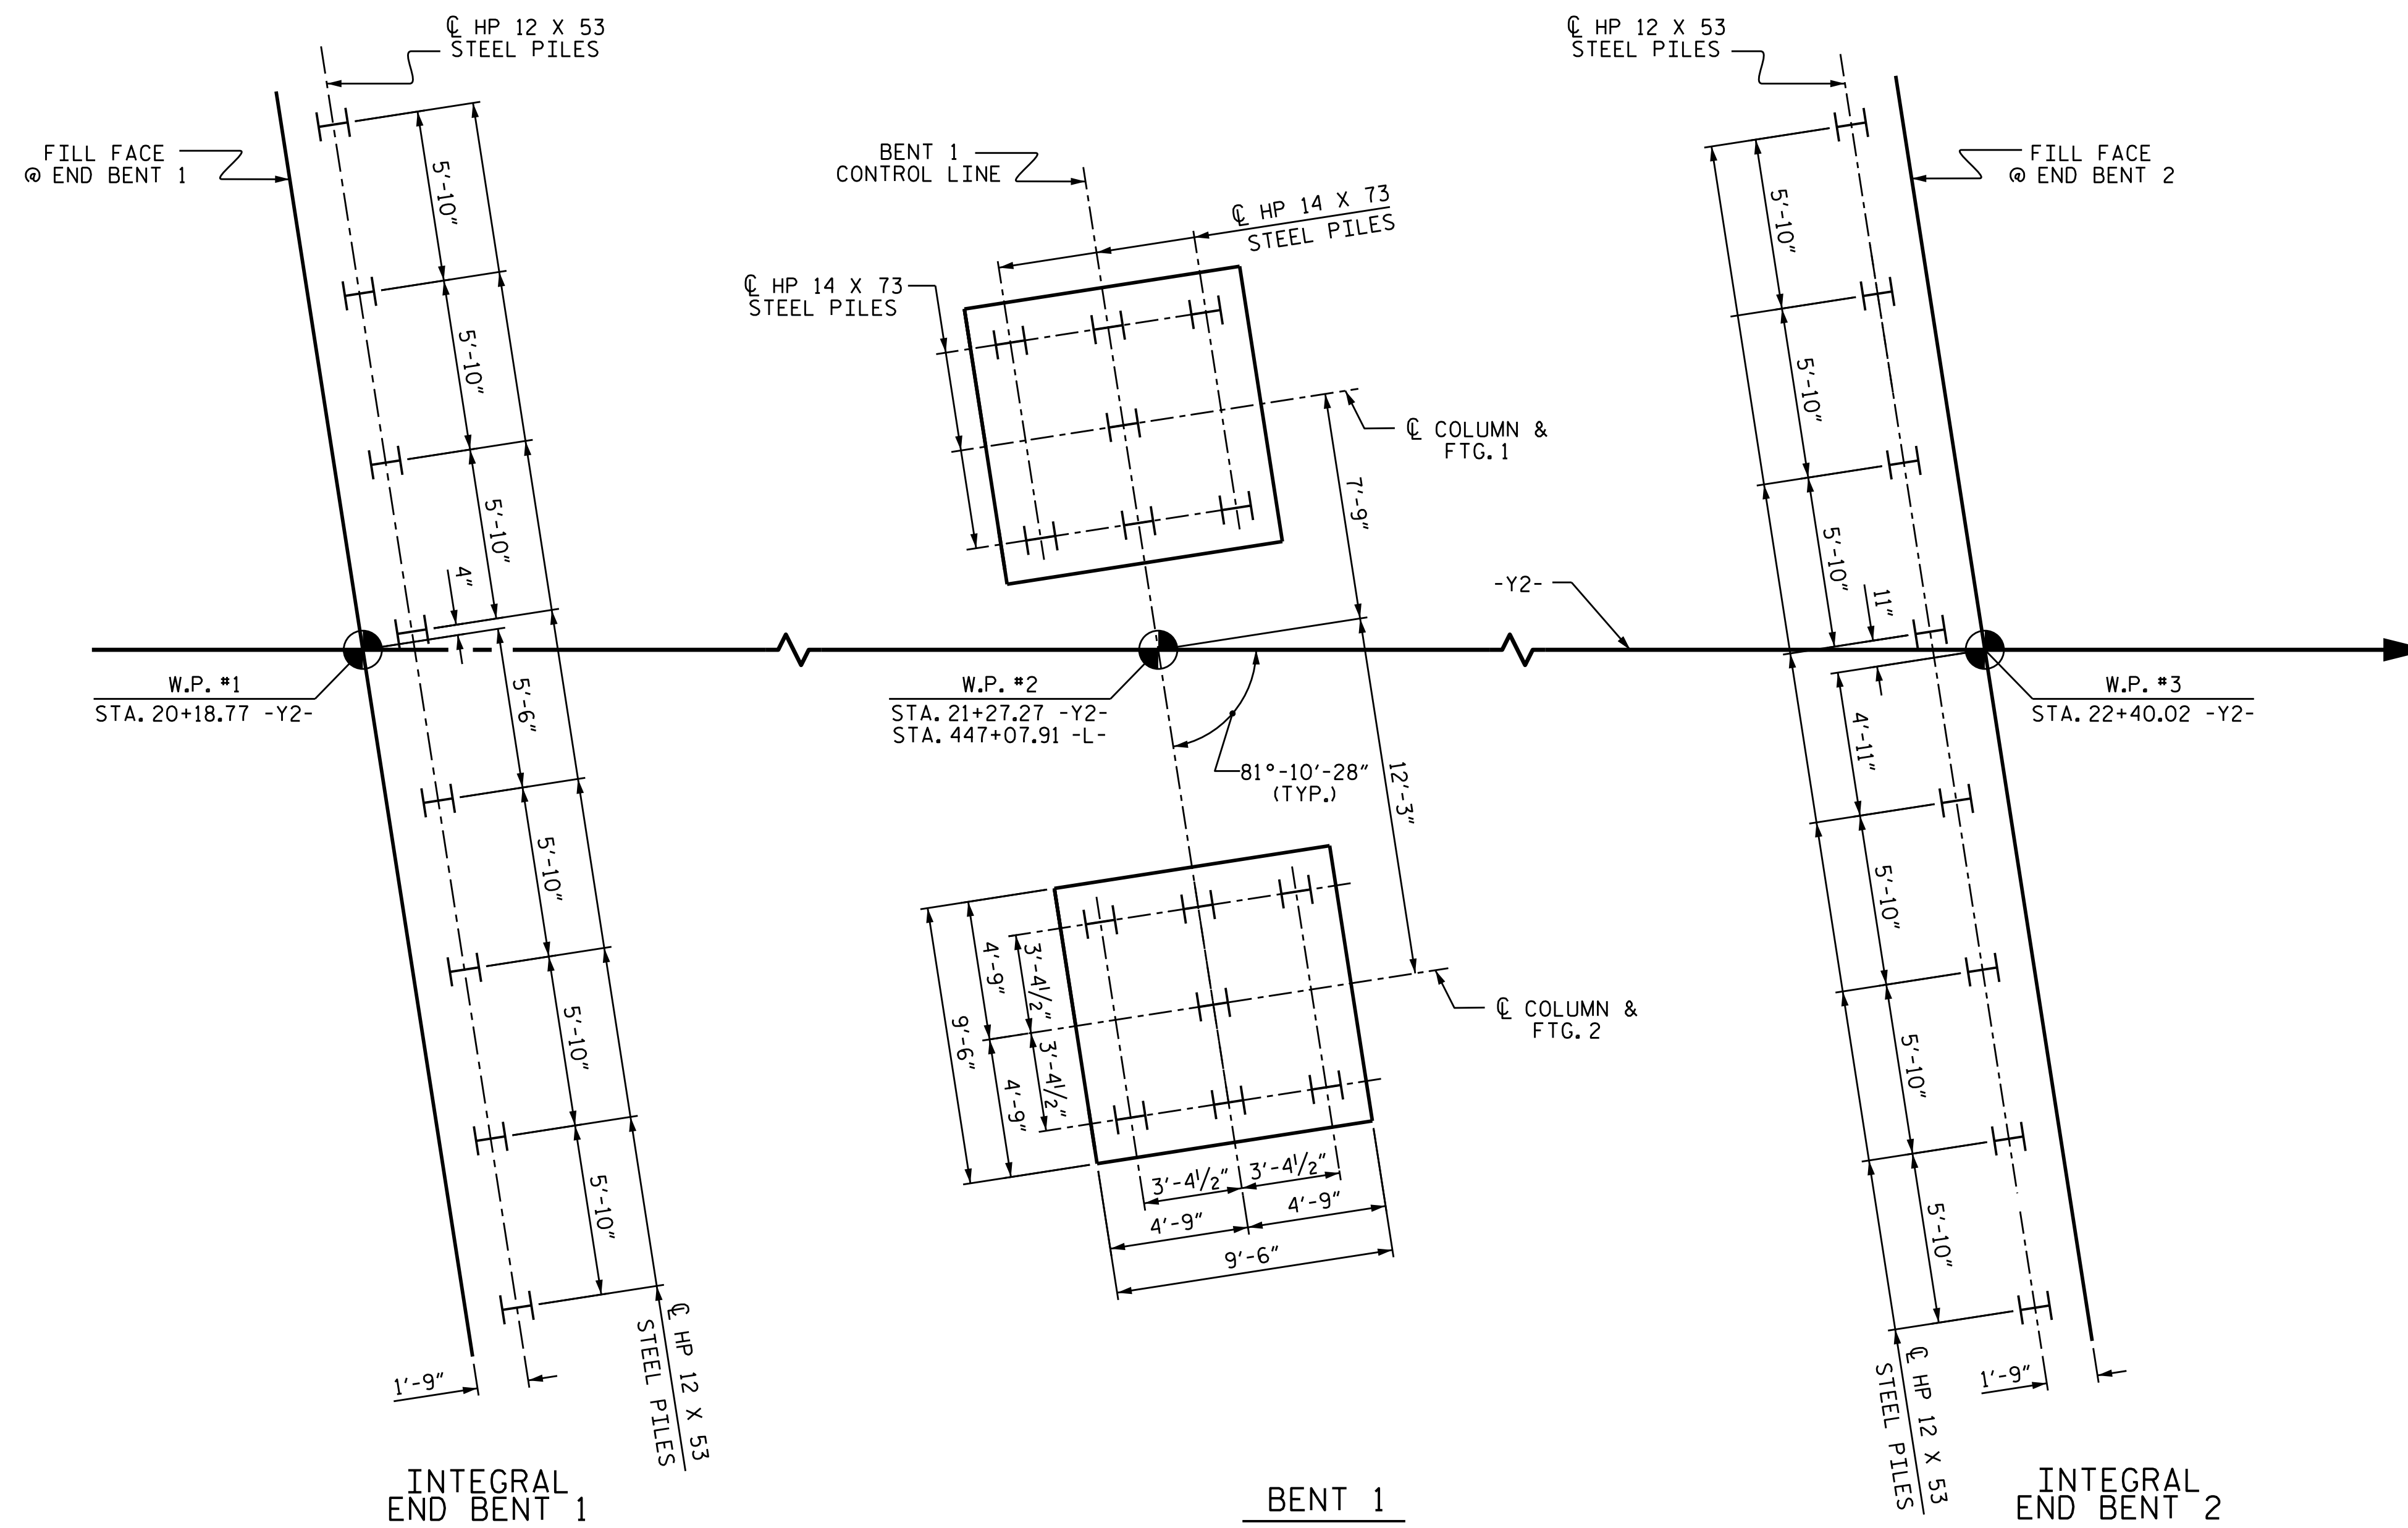 ℄ HP 12 X 53
STEEL PILES
FILL FACE
@ END BENT 1
5'-10"
5'-10"
5'-10"
4"
5'-6"
5'-10"
5'-10"
5'-10"
W.P. #1
STA. 20+18.77 -Y2-
1'-9"
℄ HP 12 X 53
STEEL PILES
INTEGRAL
END BENT 1
BENT 1
CONTROL LINE
℄ HP 14 X 73
STEEL PILES
℄ HP 14 X 73
STEEL PILES
℄ COLUMN &
FTG. 1
7'-9"
W.P. #2
STA. 21+27.27 -Y2-
STA. 447+07.91 -L-
81°-10'-28"
(TYP.)
12'-3"
-Y2-
℄ COLUMN &
FTG. 2
3'-4½"
4'-9"
9'-6"
3'-4½"
4'-9"
3'-4½"
3'-4½"
4'-9"
4'-9"
9'-6"
BENT 1
℄ HP 12 X 53
STEEL PILES
FILL FACE
@ END BENT 2
5'-10"
5'-10"
5'-10"
11"
4'-11"
5'-10"
5'-10"
5'-10"
W.P. #3
STA. 22+40.02 -Y2-
1'-9"
℄ HP 12 X 53
STEEL PILES
INTEGRAL
END BENT 2